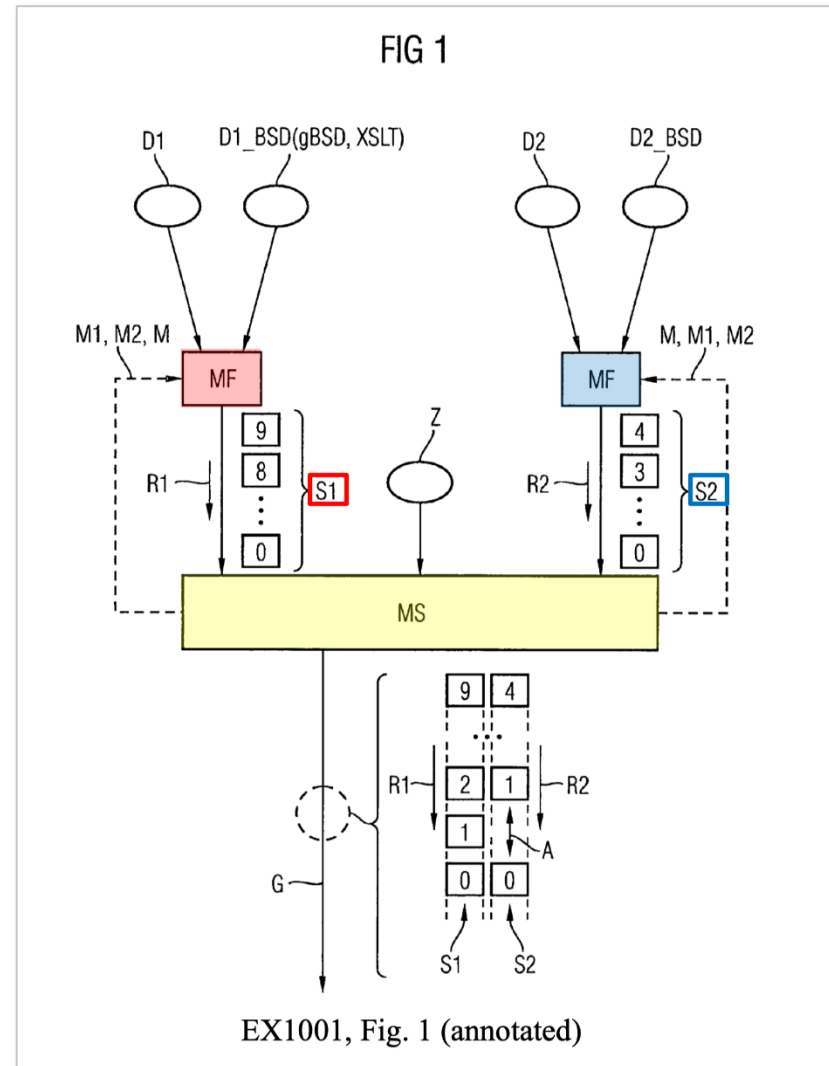 FIG 1
D1 D1_BSD(gBSD, XSLT) D2 D2_BSD
M1, M2, M M, M1, M2
MF MF
Z
9 4
R1 8 S1 R2 3 S2
0 0
MS
9 4
R1 2 1 R2
1 A
G 0 0
S1 S2
EX1001, Fig. 1 (annotated)